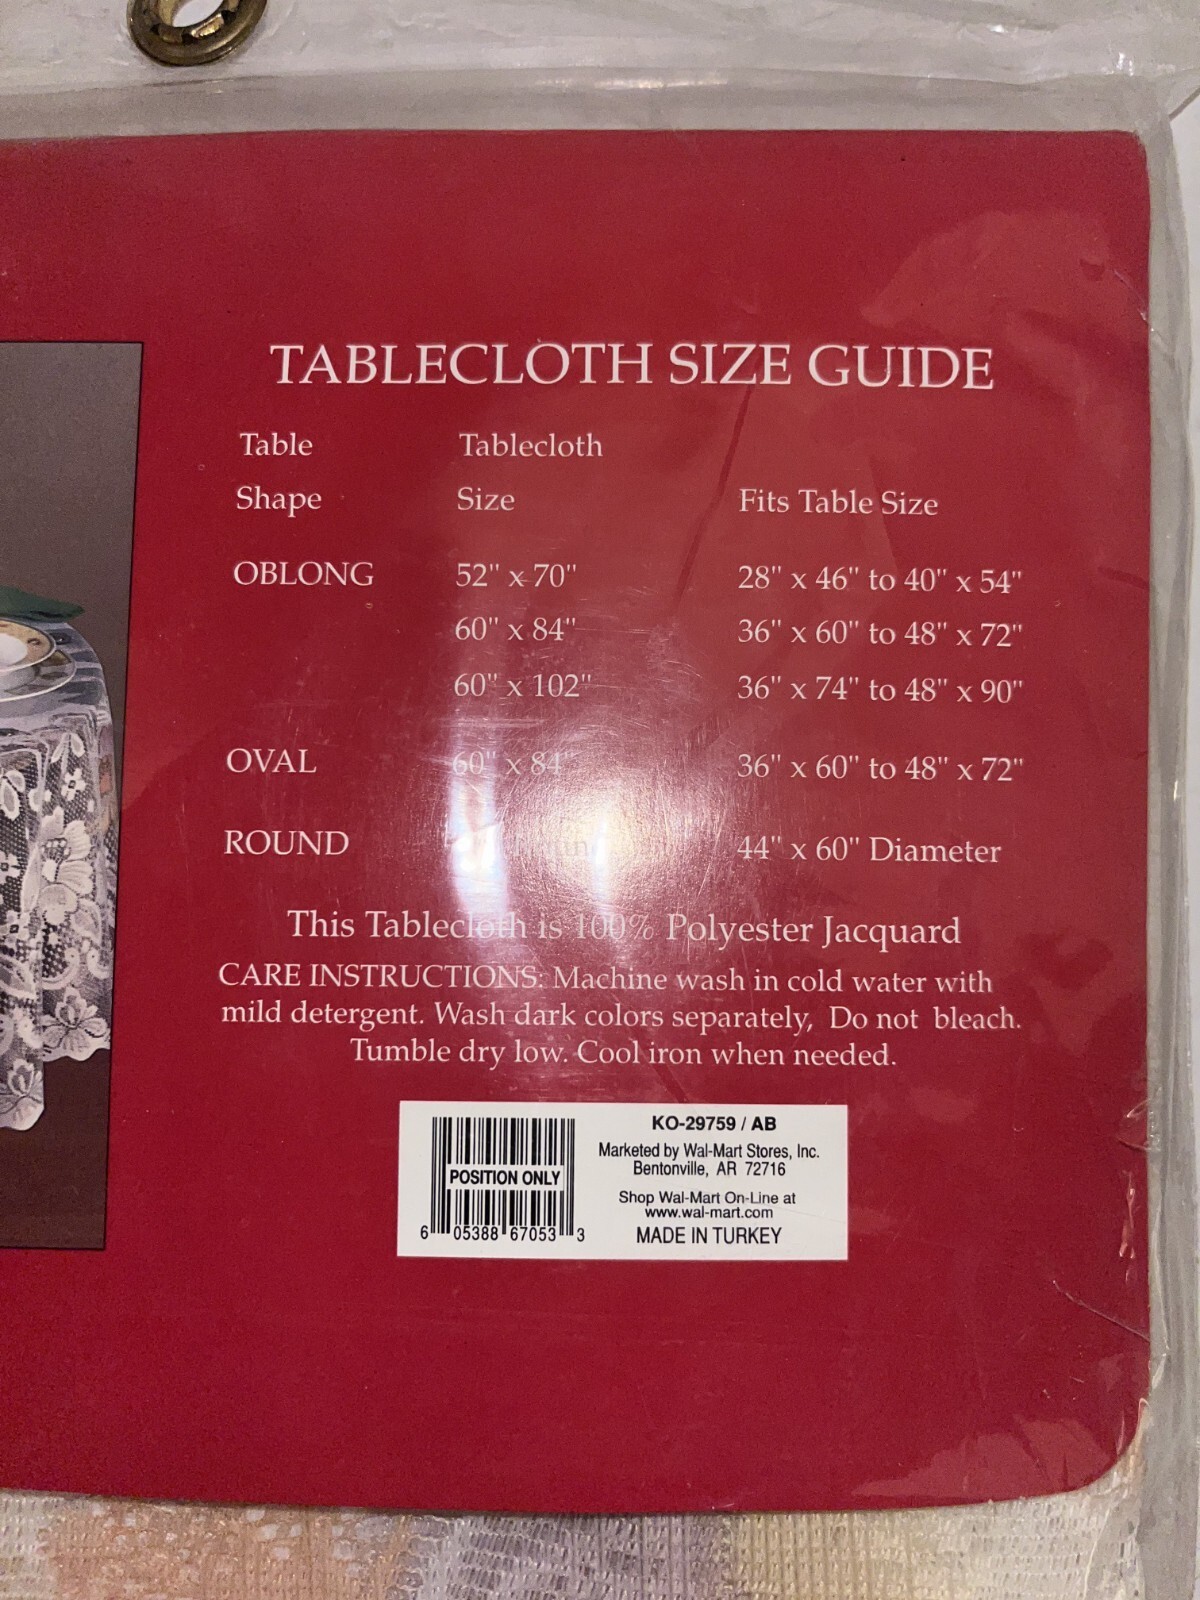 TABLECLOTH SIZE GUIDE
Table Tablecloth
Shape Size Fits Table Size
OBLONG 52" x 70" 28" x 46" to 40" x 54"
60" x 84" 36" x 60" to 48" x 72"
60" x 102" 36" x 74" to 48" x 90"
OVAL 60" x 84" 36" x 60" to 48" x 72"
ROUND 44" x 60" Diameter
This Tablecloth is 100% Polyester Jacquard
CARE INSTRUCTIONS: Machine wash in cold water with
mild detergent. Wash dark colors separately, Do not bleach.
Tumble dry low. Cool iron when needed.
POSITION ONLY
6 05388 67053 3
KO-29759 / AB
Marketed by Wal-Mart Stores, Inc.
Bentonville, AR 72716
Shop Wal-Mart On-Line at
www.wal-mart.com
MADE IN TURKEY